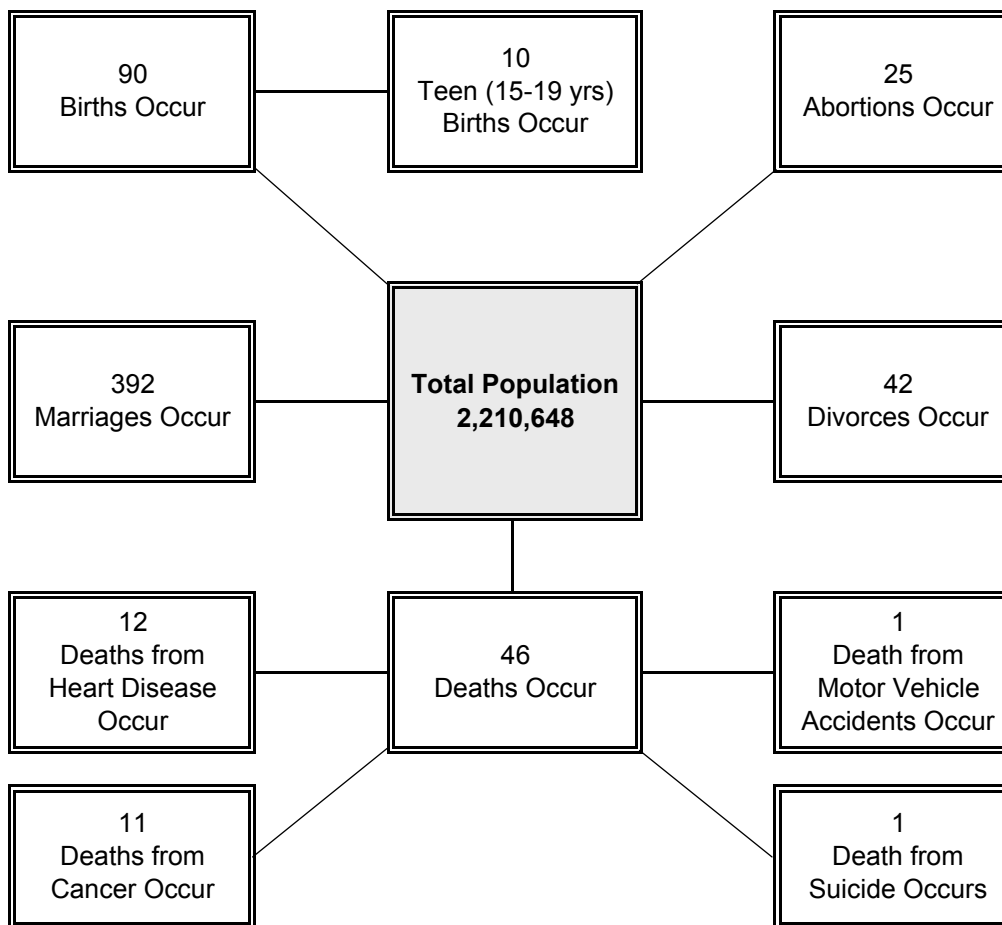 90
Births Occur
10
Teen (15-19 yrs)
Births Occur
25
Abortions Occur
392
Marriages Occur
Total Population
2,210,648
42
Divorces Occur
12
Deaths from
Heart Disease
Occur
46
Deaths Occur
1
Death from
Motor Vehicle
Accidents Occur
11
Deaths from
Cancer Occur
1
Death from
Suicide Occurs